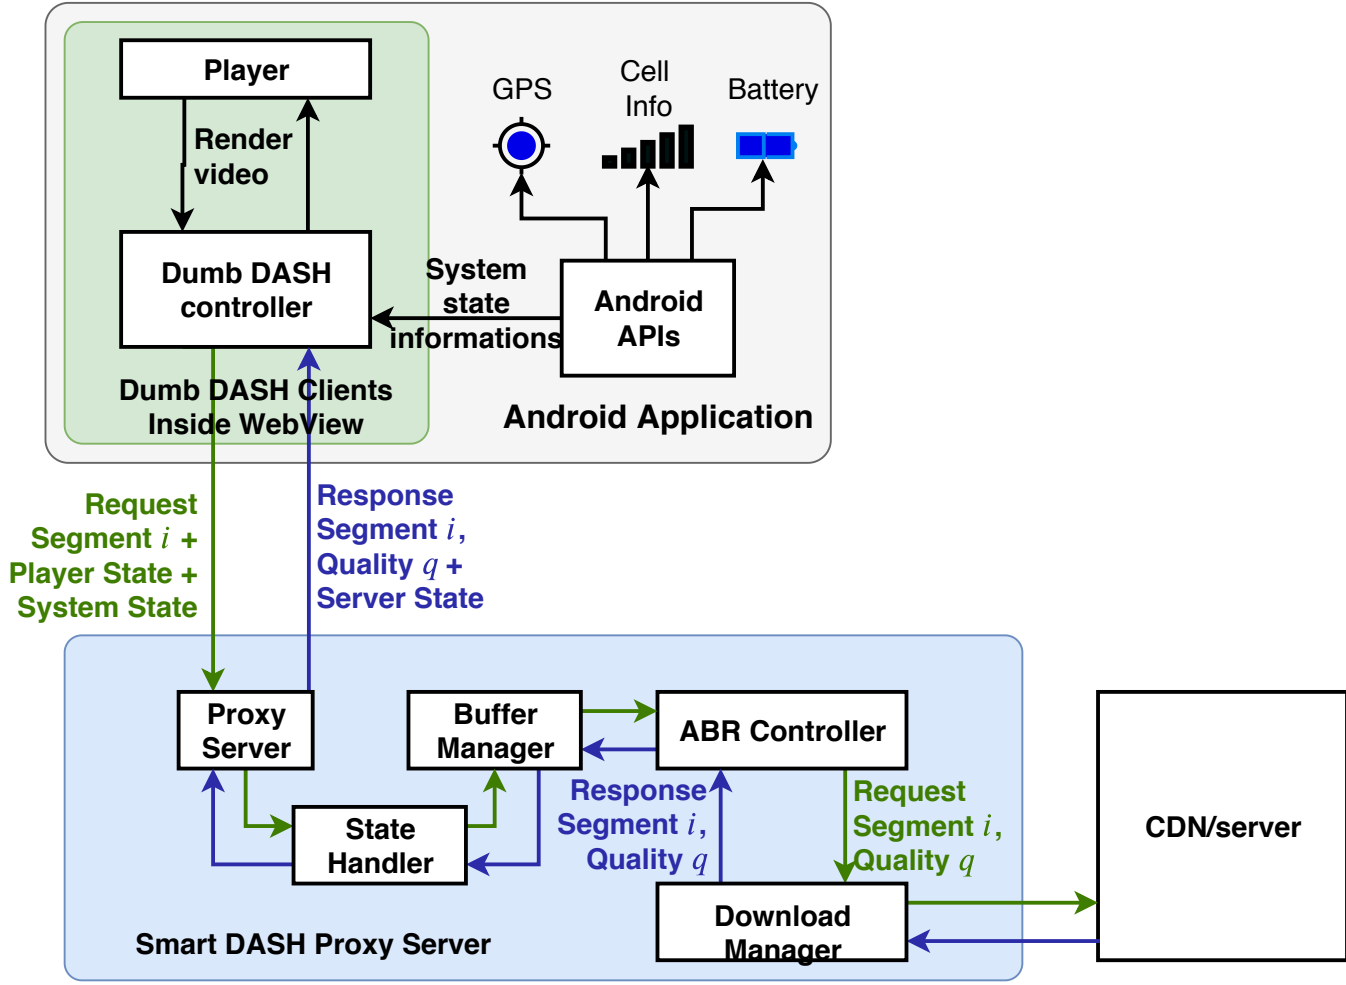 Player
Render
video
GPS
Cell
Info
Battery
Dumb DASH
controller
System
state
informations
Android
APIs
Dumb DASH Clients
Inside WebView
Android Application
Request
Segment i +
Player State +
System State
Response
Segment i,
Quality q +
Server State
Proxy
Server
Buffer
Manager
ABR Controller
State
Handler
Response
Segment i,
Quality q
Request
Segment i,
Quality q
CDN/server
Download
Manager
Smart DASH Proxy Server